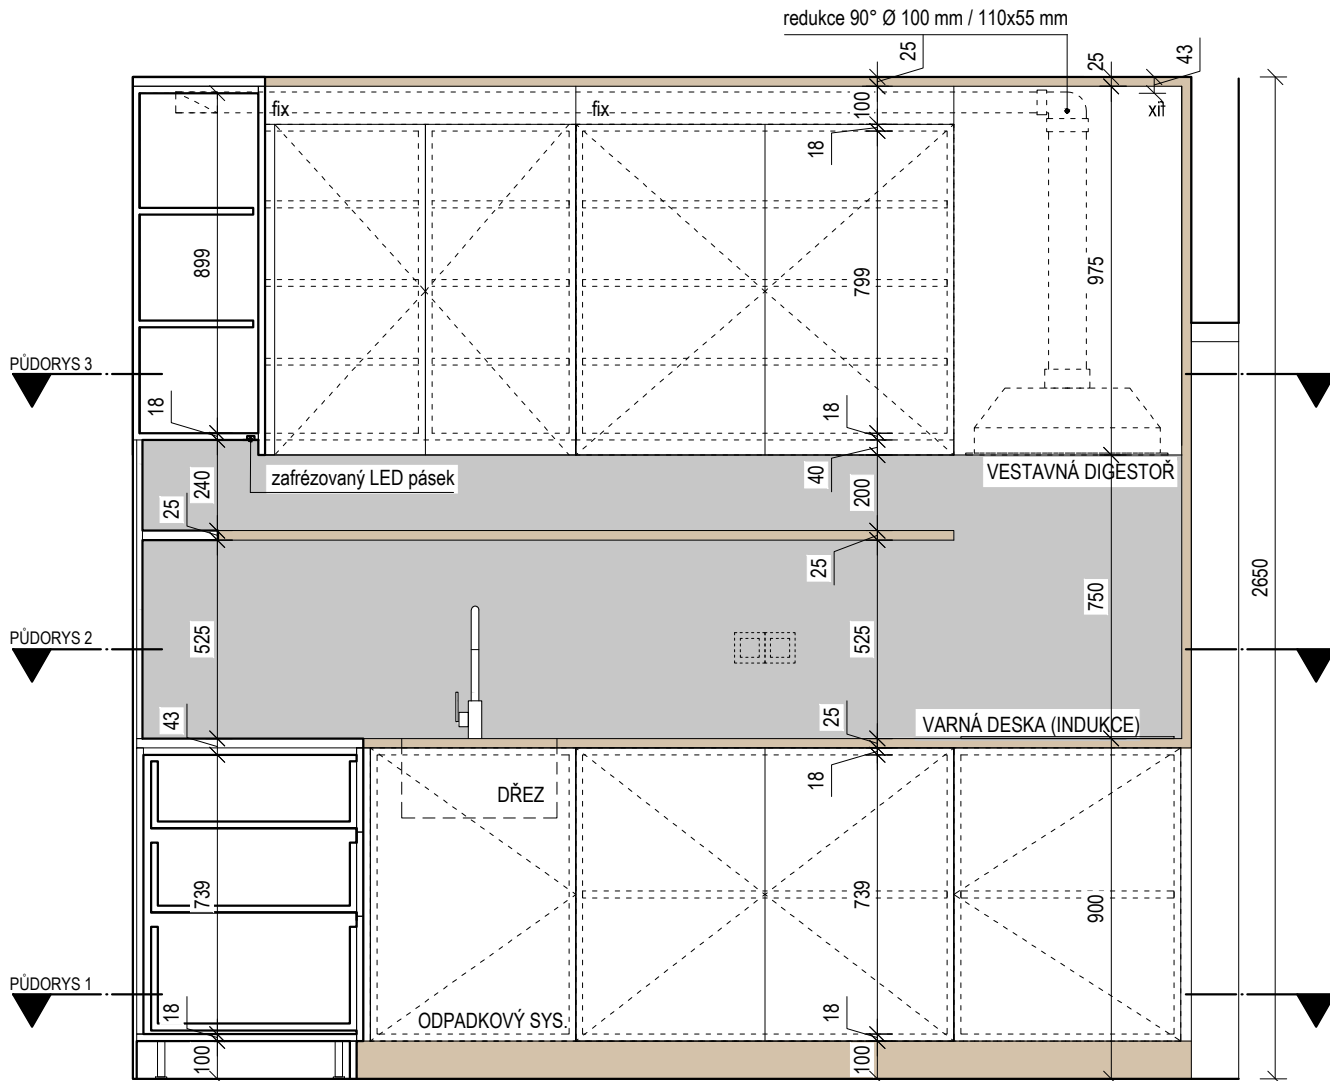 redukce 90° Ø 100 mm / 110x55 mm
25
25
43
fix
fix
100
xif
18
899
799
975
PŮDORYS 3
18
18
240
zafrézovaný LED pásek
40
200
VESTAVNÁ DIGESTOŘ
25
25
2650
750
PŮDORYS 2
525
525
43
25
VARNÁ DESKA (INDUKCE)
18
DŘEZ
739
739
900
PŮDORYS 1
18
ODPADKOVÝ SYS.
18
100
100